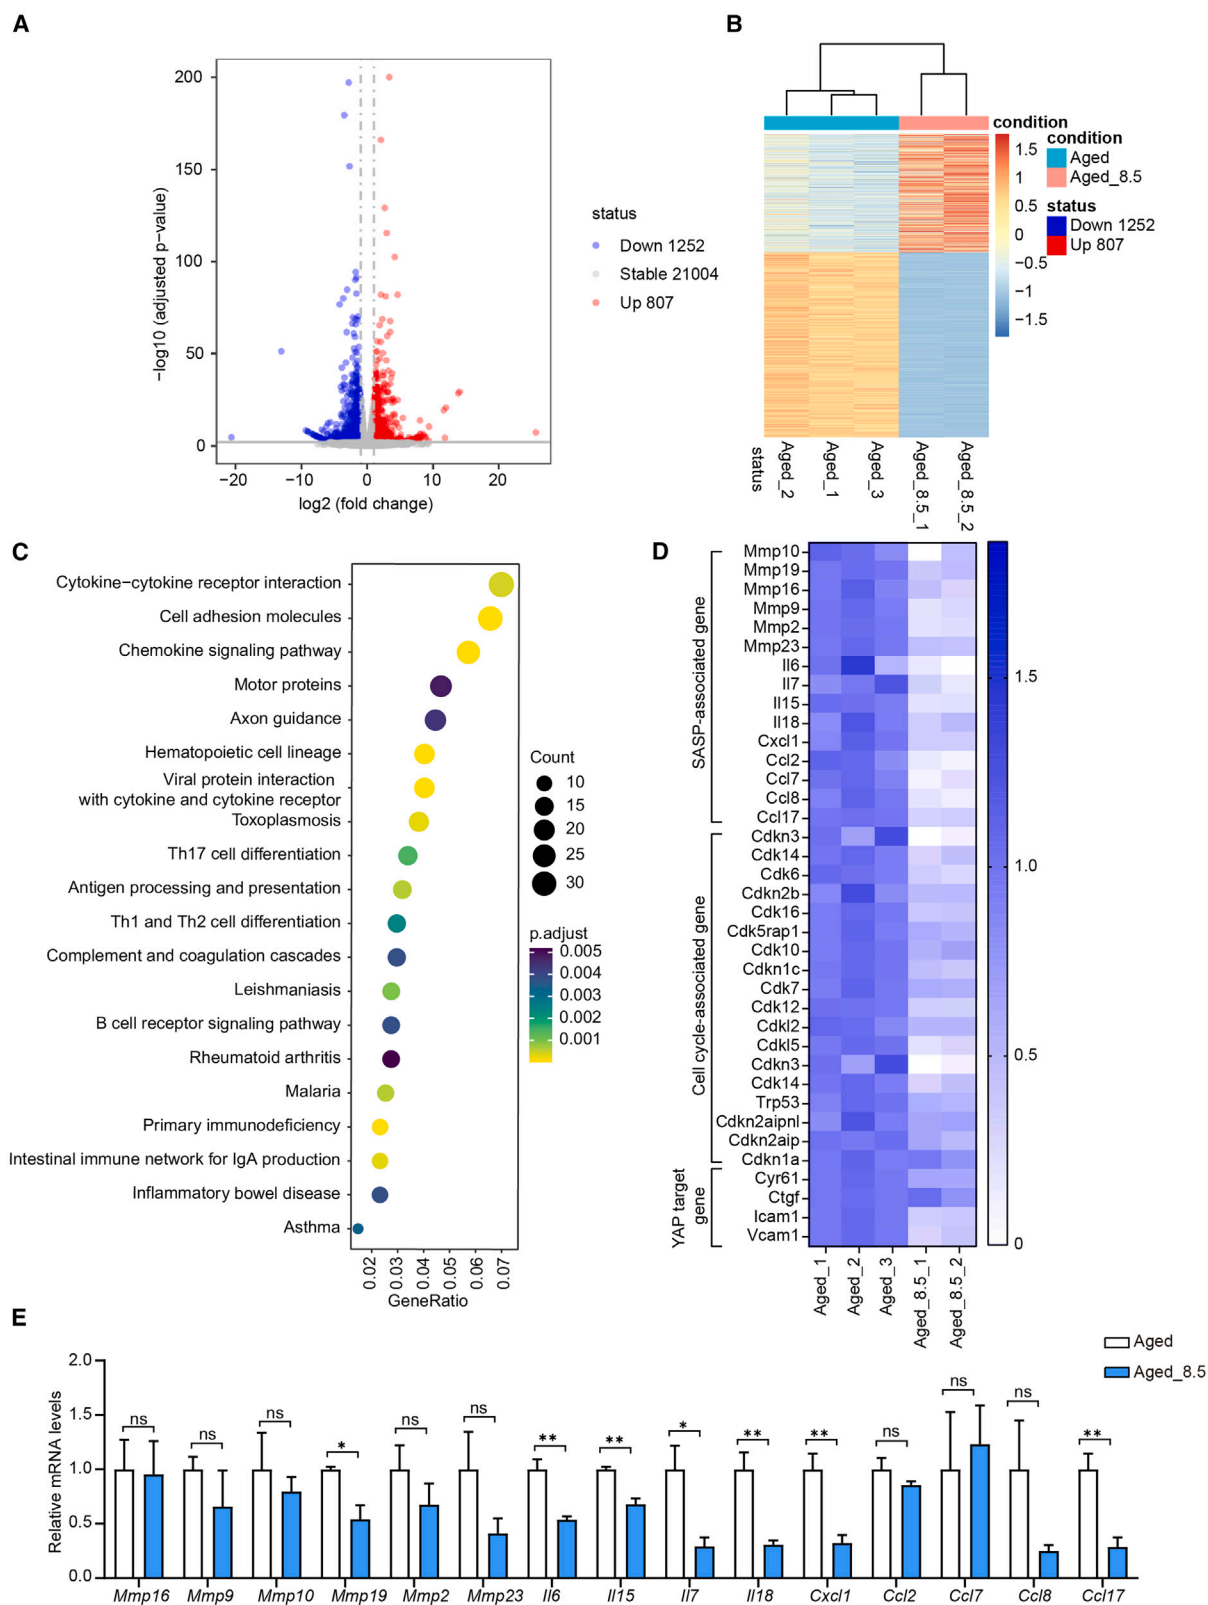 A
200
150
100
50
0
−log10 (adjusted p−value)
−20
−10
0
10
20
log2 (fold change)
status
Down 1252
Stable 21004
Up 807
B
condition
1.5
1
0.5
0
−0.5
−1
−1.5
condition
Aged
Aged_8.5
status
Down 1252
Up 807
status
Aged_2
Aged_1
Aged_3
Aged_8.5_1
Aged_8.5_2
C
Cytokine−cytokine receptor interaction
Cell adhesion molecules
Chemokine signaling pathway
Motor proteins
Axon guidance
Hematopoietic cell lineage
Viral protein interaction
with cytokine and cytokine receptor
Toxoplasmosis
Th17 cell differentiation
Antigen processing and presentation
Th1 and Th2 cell differentiation
Complement and coagulation cascades
Leishmaniasis
B cell receptor signaling pathway
Rheumatoid arthritis
Malaria
Primary immunodeficiency
Intestinal immune network for IgA production
Inflammatory bowel disease
Asthma
0.02
0.03
0.04
0.05
0.06
0.07
GeneRatio
Count
10
15
20
25
30
p.adjust
0.005
0.004
0.003
0.002
0.001
D
SASP-associated gene
Mmp10
Mmp19
Mmp16
Mmp9
Mmp2
Mmp23
Il6
Il7
Il15
Il18
Cxcl1
Ccl2
Ccl7
Ccl8
Ccl17
Cell cycle-associated gene
Cdkn3
Cdk14
Cdk6
Cdkn2b
Cdk16
Cdk5rap1
Cdk10
Cdkn1c
Cdk7
Cdk12
Cdkl2
Cdkl5
Cdkn3
Cdk14
Trp53
Cdkn2aipnl
Cdkn2aip
Cdkn1a
YAP target
gene
Cyr61
Ctgf
Icam1
Vcam1
Aged_1
Aged_2
Aged_3
Aged_8.5_1
Aged_8.5_2
1.5
1.0
0.5
0
E
Aged
Aged_8.5
Relative mRNA levels
2.0
1.5
1.0
0.5
0.0
ns
ns
ns
*
ns
ns
**
**
*
**
**
ns
ns
ns
**
Mmp16
Mmp9
Mmp10
Mmp19
Mmp2
Mmp23
Il6
Il15
Il7
Il18
Cxcl1
Ccl2
Ccl7
Ccl8
Ccl17